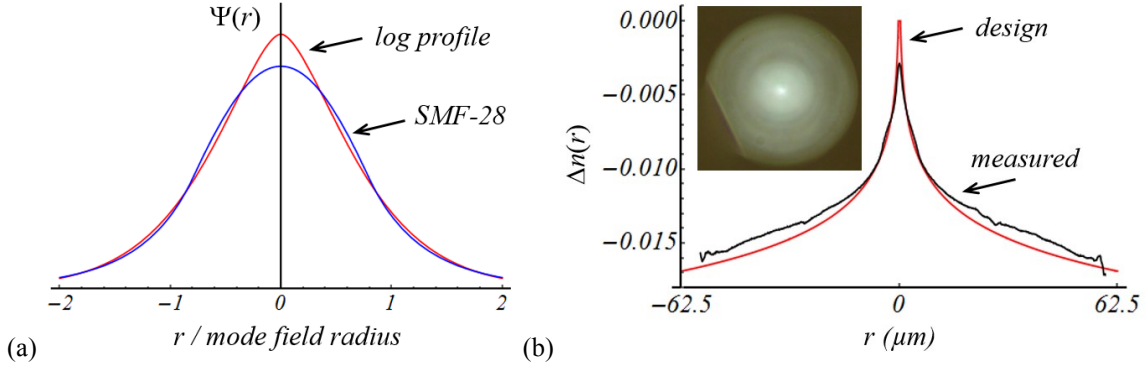 Ψ(r)
log profile
SMF-28
−2 −1 0 1 2
r / mode field radius
(a)
0.000
−0.005
−0.010
−0.015
Δn(r)
design
measured
−62.5 0 62.5
r (μm)
(b)